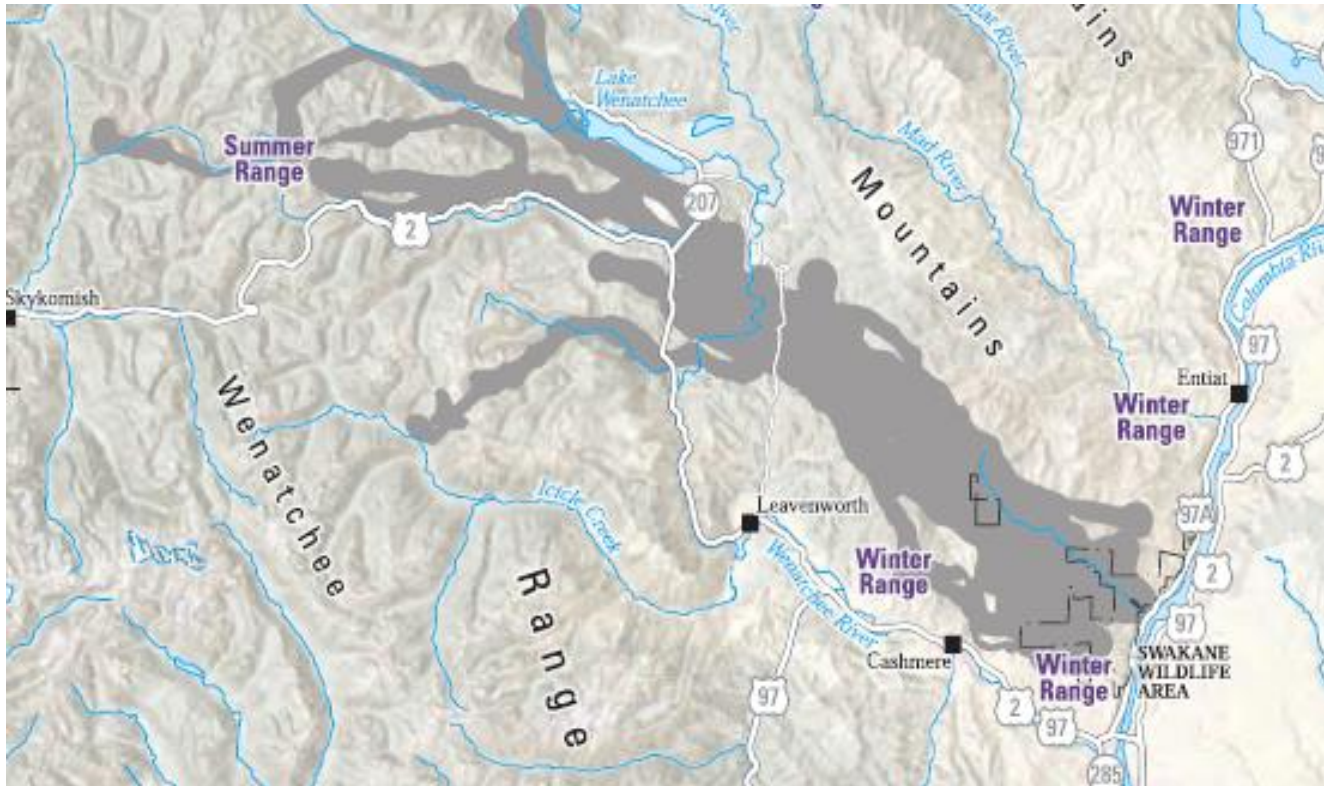 Lake
Wenatchee
Summer
Range
2
207
Mountains
Mad River
971
Winter
Range
Skykomish
97
Entiat
Winter
Range
Wenatchee
2
Icicle Creek
Leavenworth
97A
Winter
Range
Wenatchee River
2
97
Range
Cashmere
Winter
Range
SWAKANE
WILDLIFE
AREA
97
2
97
285